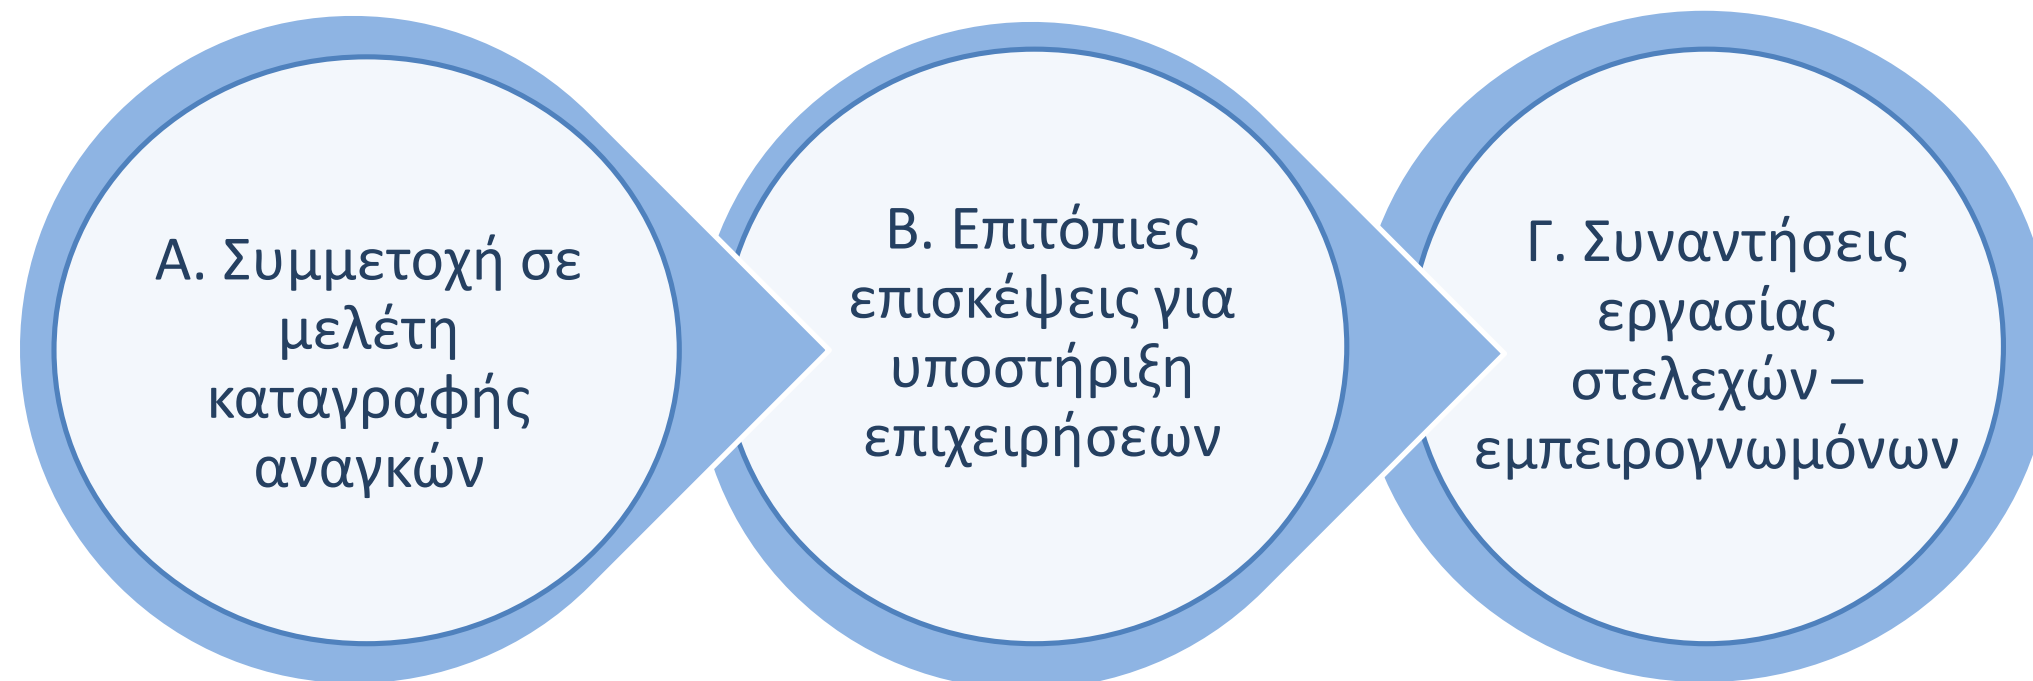 Α. Συμμετοχή σε
μελέτη
καταγραφής
αναγκών
Β. Επιτόπιες
επισκέψεις για
υποστήριξη
επιχειρήσεων
Γ. Συναντήσεις
εργασίας
στελεχών –
εμπειρογνωμόνων